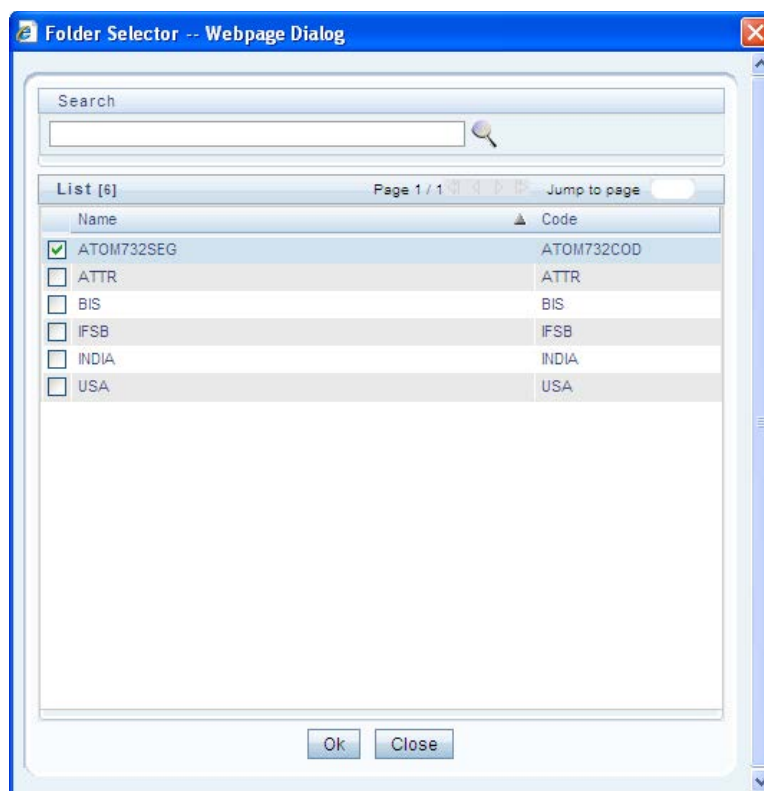 Folder Selector -- Webpage Dialog
Search
List [6] Page 1 / 1 Jump to page
Name Code
ATOM732SEG ATOM732COD
ATTR ATTR
BIS BIS
IFSB IFSB
INDIA INDIA
USA USA
Ok Close